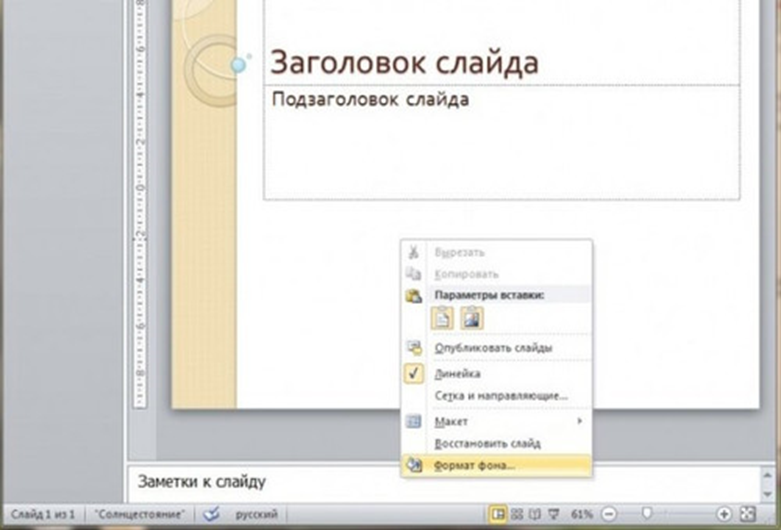 Заголовок слайда
Подзаголовок слайда
Вырезать
Копировать
Параметры вставки:
Опубликовать слайды
Линейка
Сетка и направляющие...
Макет
Восстановить слайд
Формат фона...
Заметки к слайду
Слайд 1 из 1 "Солнцестояние" русский 61%